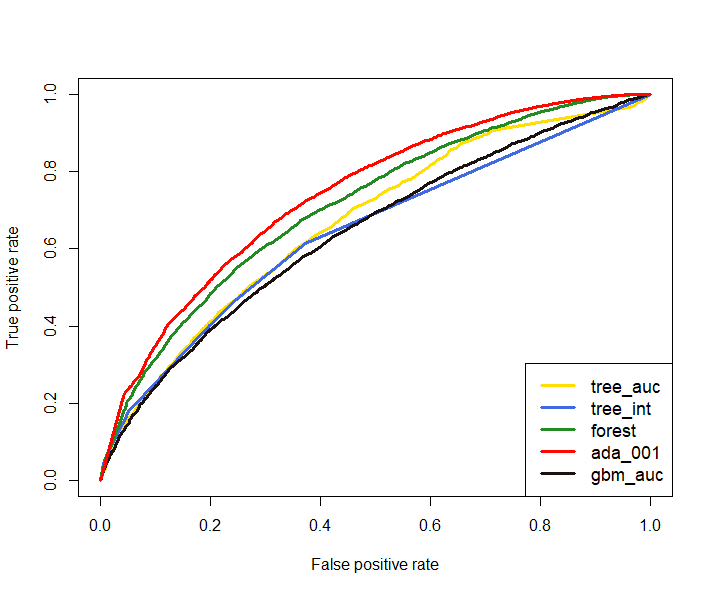 True positive rate
1.0
0.8
0.6
0.4
0.2
0.0
tree_auc
tree_int
forest
ada_001
gbm_auc
0.0 0.2 0.4 0.6 0.8 1.0
False positive rate